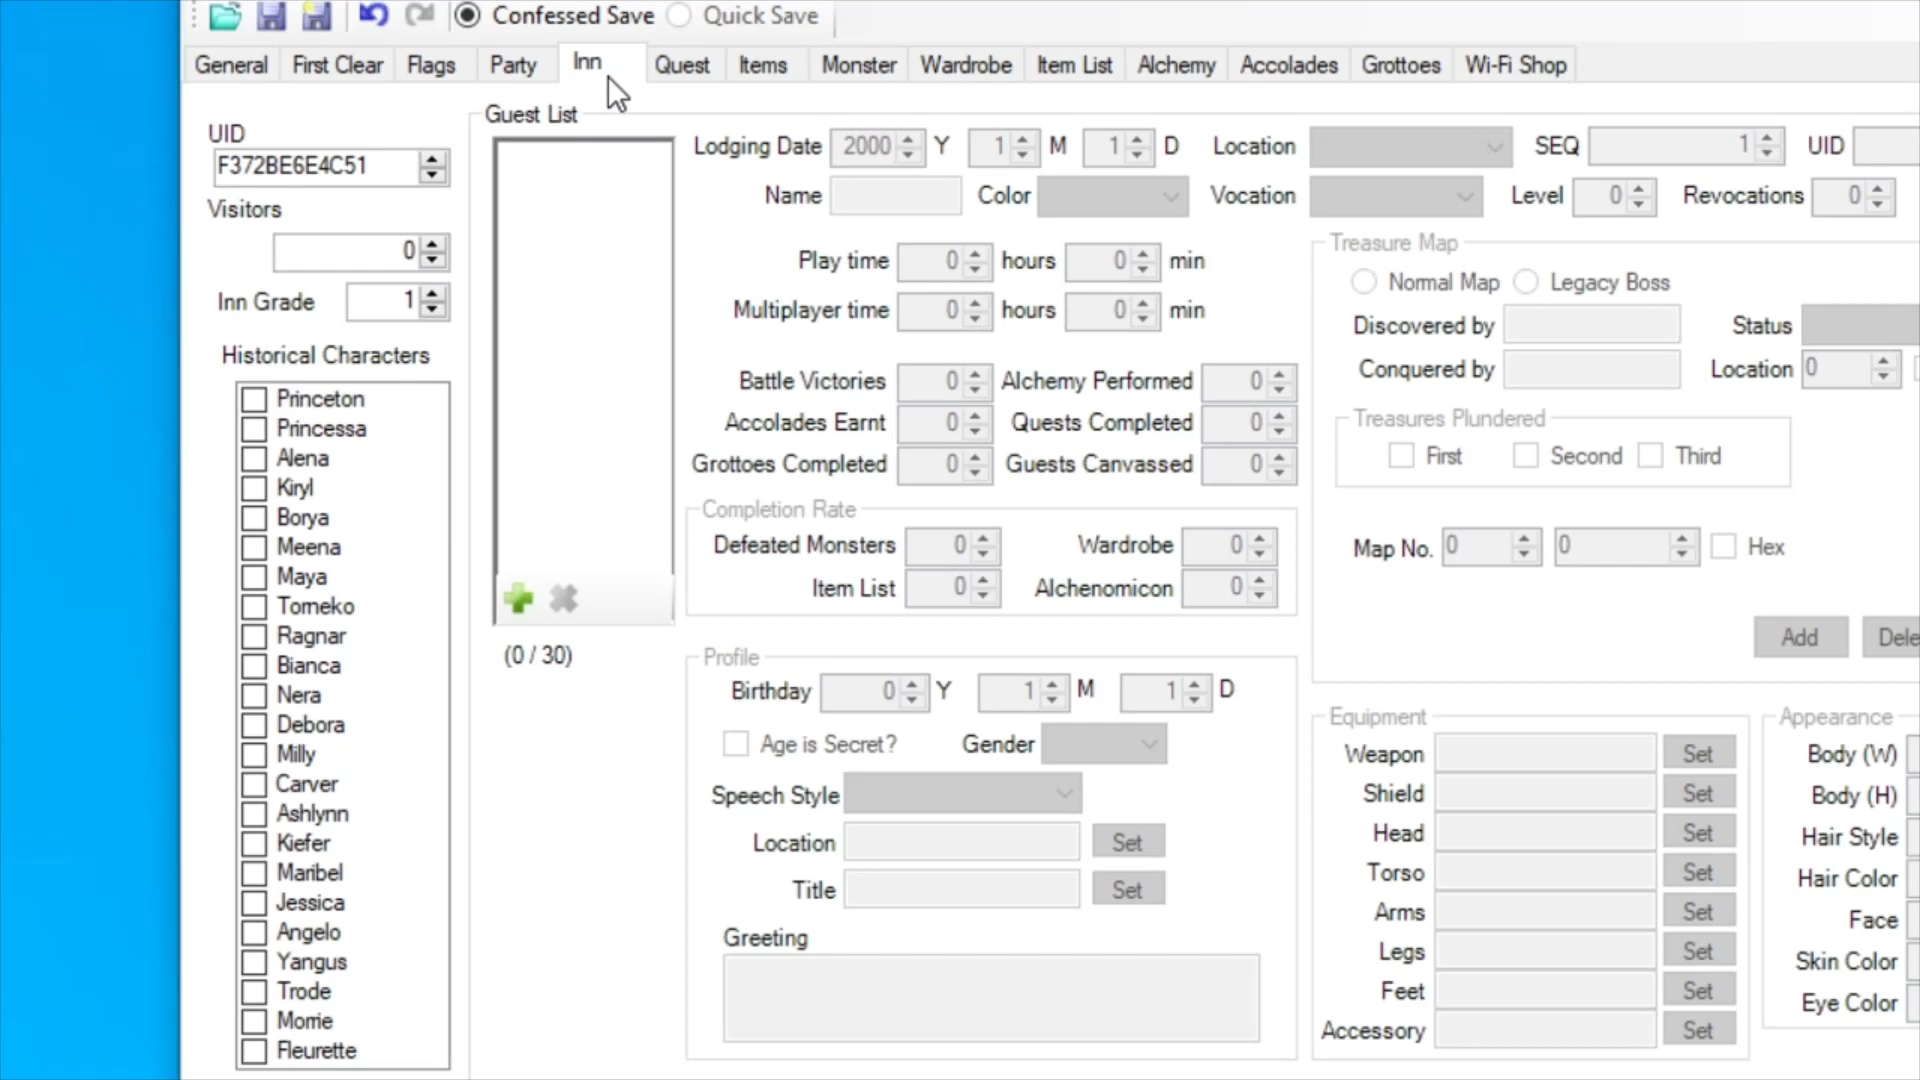 Confessed Save Quick Save
General First Clear Flags Party Inn Quest Items Monster Wardrobe Item List Alchemy Accolades Grottoes Wi-Fi Shop
UID
F372BE6E4C51
Visitors
0
Inn Grade 1
Historical Characters
Princeton
Princessa
Alena
Kiryl
Borya
Meena
Maya
Torneko
Ragnar
Bianca
Nera
Debora
Milly
Carver
Ashlynn
Kiefer
Maribel
Jessica
Angelo
Yangus
Trode
Morrie
Fleurette
Guest List
(0 / 30)
Lodging Date 2000 Y 1 M 1 D Location SEQ 1 UID
Name Color Vocation Level 0 Revocations 0
Play time 0 hours 0 min
Multiplayer time 0 hours 0 min
Battle Victories 0 Alchemy Performed 0
Accolades Earnt 0 Quests Completed 0
Grottoes Completed 0 Guests Canvassed 0
Completion Rate
Defeated Monsters 0 Wardrobe 0
Item List 0 Alchenomicon 0
Profile
Birthday 0 Y 1 M 1 D
Age is Secret? Gender
Speech Style
Location Set
Title Set
Greeting
Treasure Map
Normal Map Legacy Boss
Discovered by Status
Conquered by Location 0
Treasures Plundered
First Second Third
Map No. 0 0 Hex
Add Dele
Equipment
Weapon Set
Shield Set
Head Set
Torso Set
Arms Set
Legs Set
Feet Set
Accessory Set
Appearance
Body (W)
Body (H)
Hair Style
Hair Color
Face
Skin Color
Eye Color